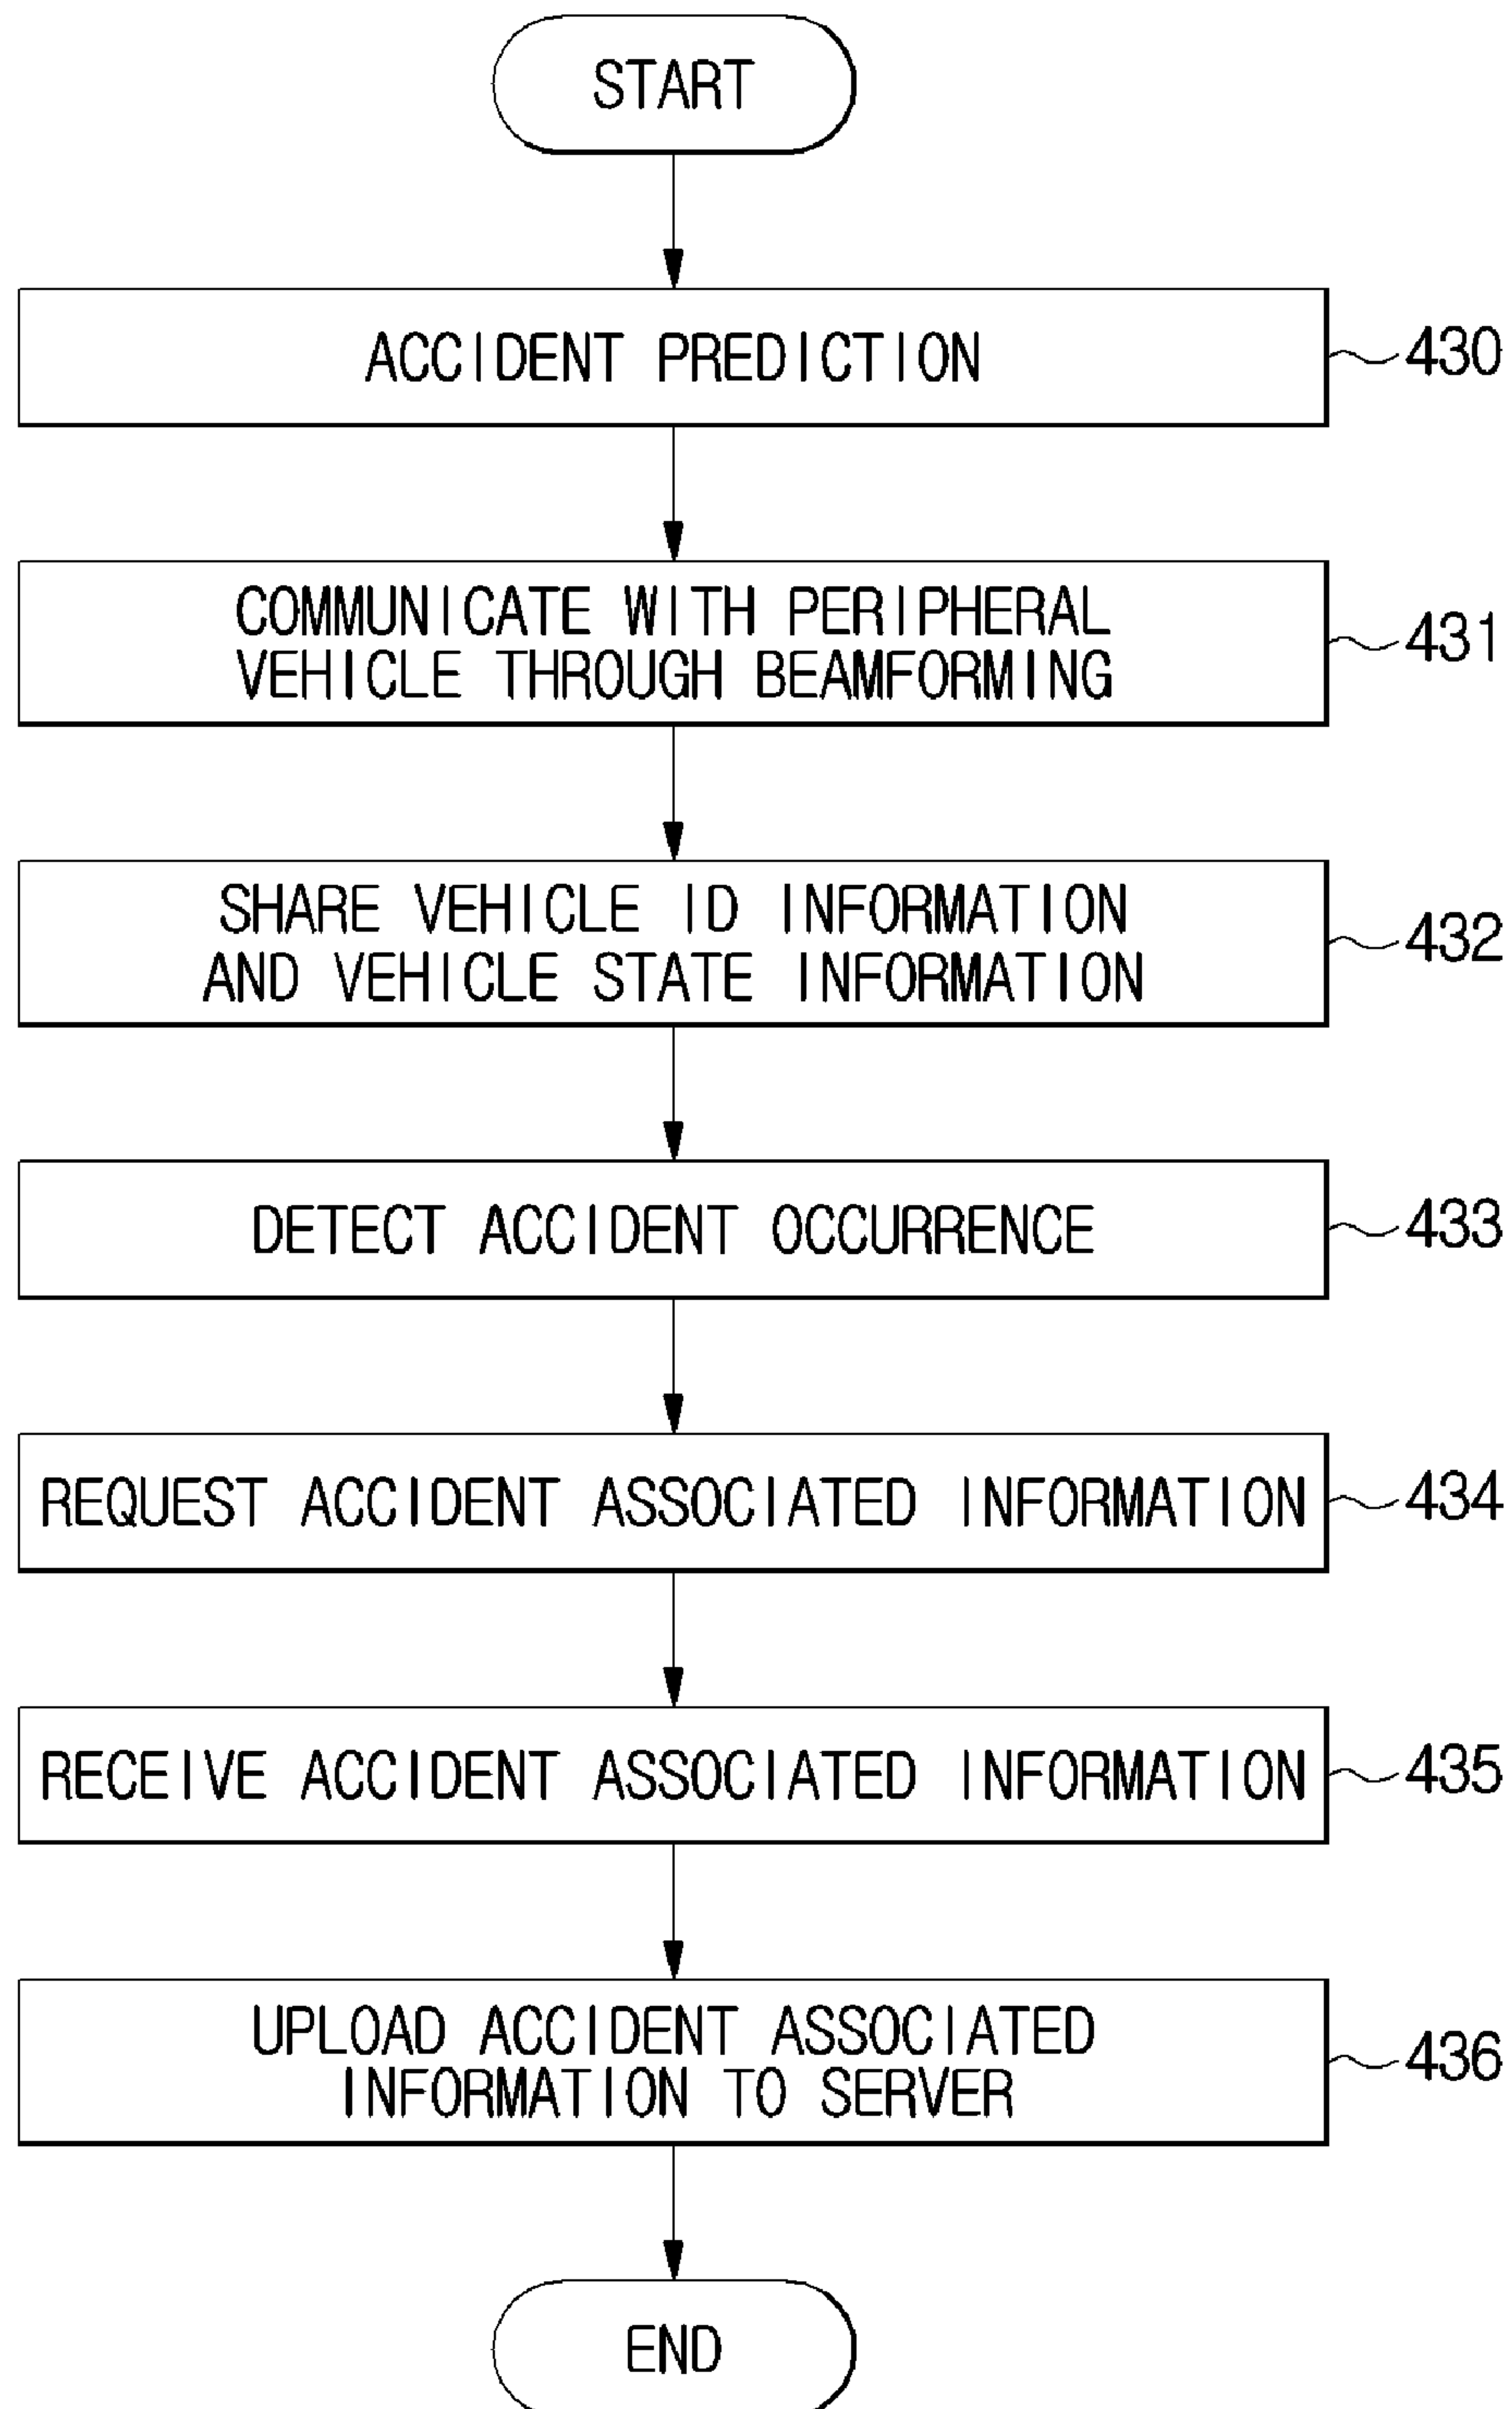 START
ACCIDENT PREDICTION
430
COMMUNICATE WITH PERIPHERAL
VEHICLE THROUGH BEAMFORMING
431
SHARE VEHICLE ID INFORMATION
AND VEHICLE STATE INFORMATION
432
DETECT ACCIDENT OCCURRENCE
433
REQUEST ACCIDENT ASSOCIATED INFORMATION
434
RECEIVE ACCIDENT ASSOCIATED INFORMATION
435
UPLOAD ACCIDENT ASSOCIATED
INFORMATION TO SERVER
436
END